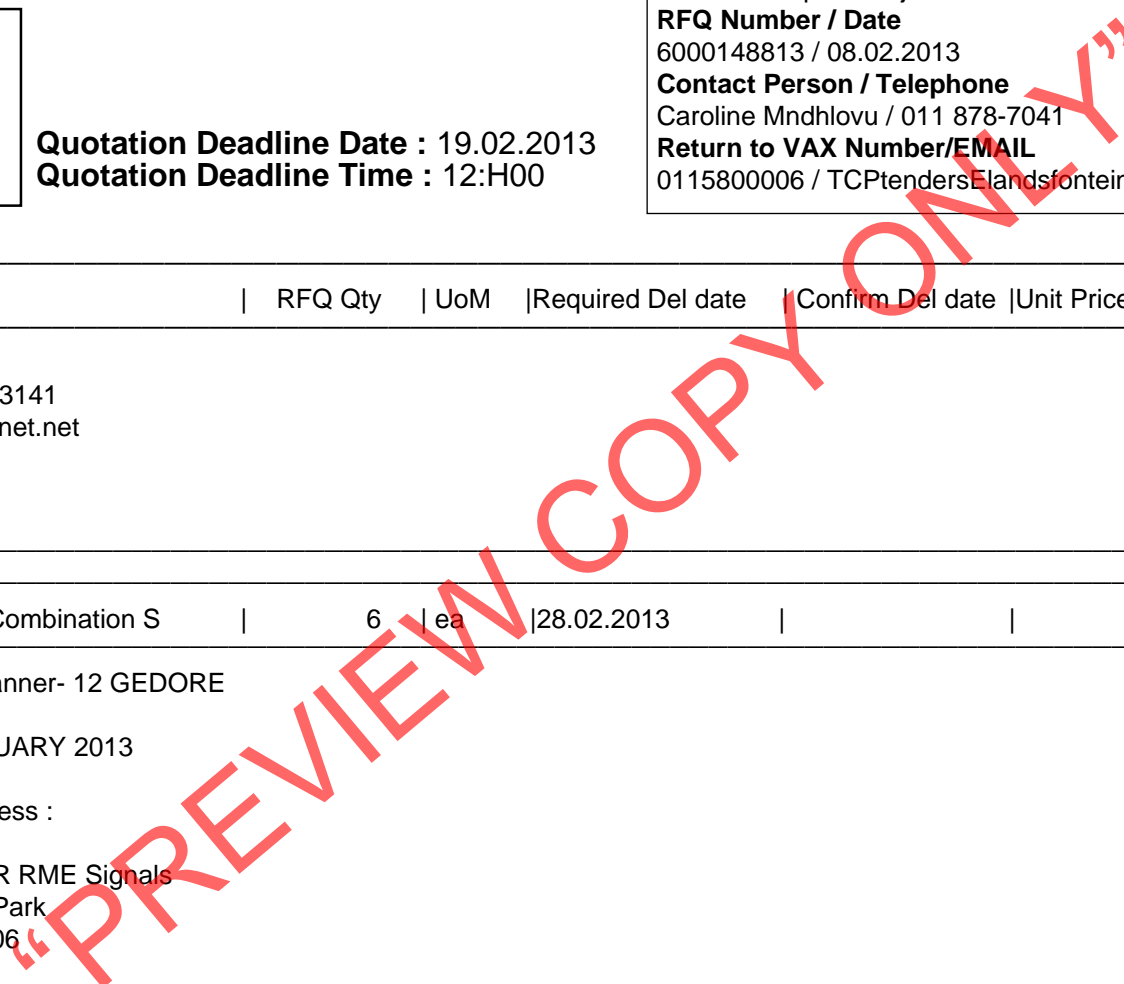 RFQ Number / Date
6000148813 / 08.02.2013
Contact Person / Telephone
Caroline Mndhlovu / 011 878-7041
Return to VAX Number/EMAIL
0115800006 / TCPtendersElandsfontein
Quotation Deadline Date : 19.02.2013
Quotation Deadline Time : 12:H00
| RFQ Qty | UoM |Required Del date | Confirm Del date |Unit Price
3141
net.net
Combination S | 6 | ea |28.02.2013 | |
anner- 12 GEDORE
UARY 2013
ess :
R RME Signals
Park
06
“PREVIEW COPY ONLY”